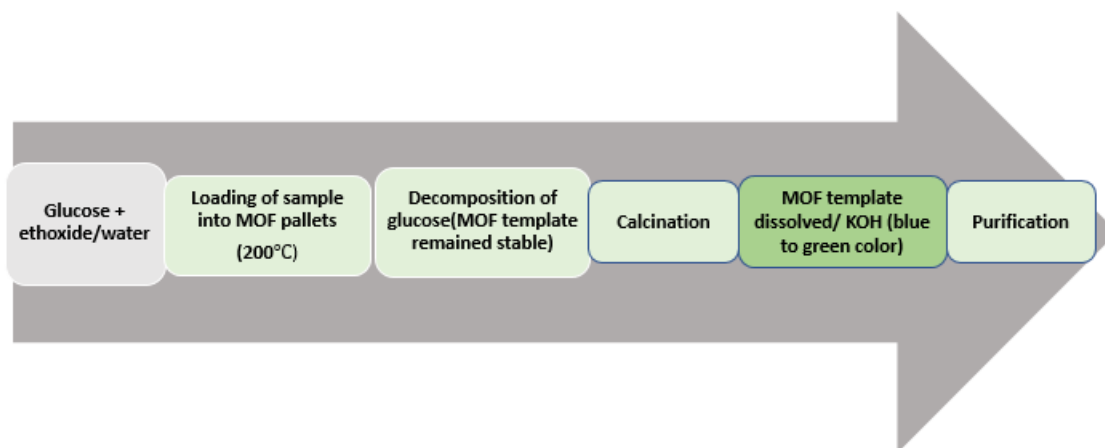 Glucose +
ethoxide/water
Loading of sample
into MOF pallets
(200°C)
Decomposition of
glucose(MOF template
remained stable)
Calcination
MOF template
dissolved/ KOH (blue
to green color)
Purification